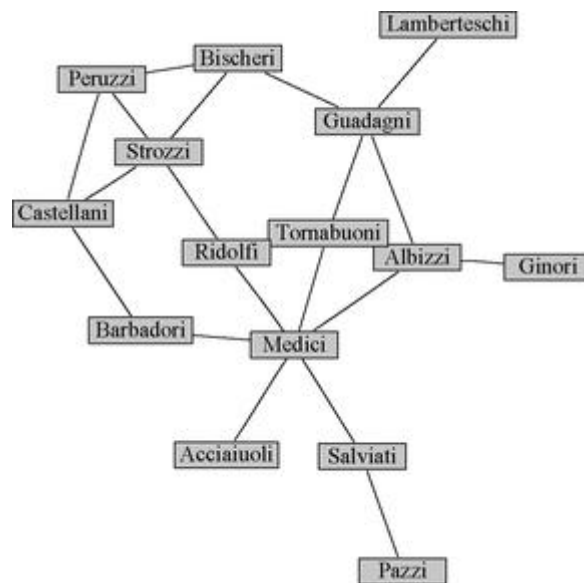 Lamberteschi
Bischeri
Peruzzi
Guadagni
Strozzi
Castellani
Tornabuoni
Ridolfi
Albizzi
Ginori
Barbadori
Medici
Acciaiuoli
Salviati
Pazzi